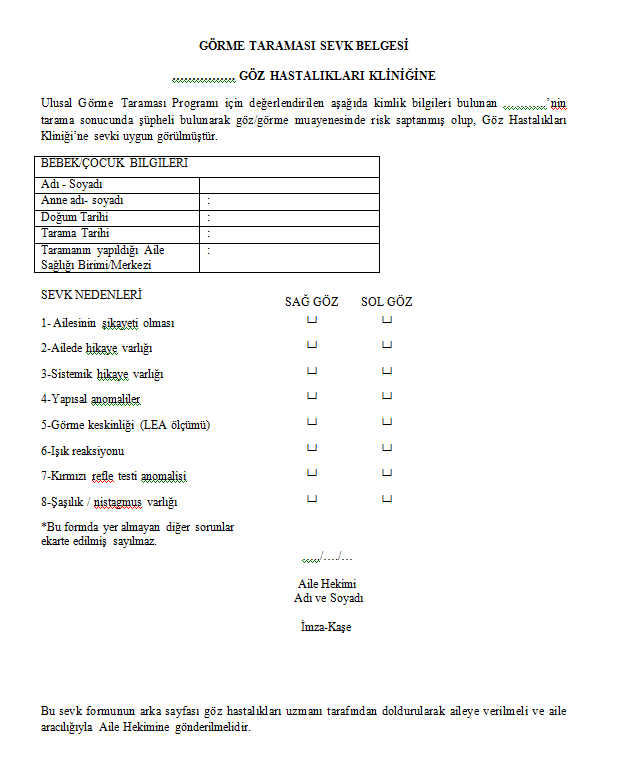 GÖRME TARAMASI SEVK BELGESİ
................ GÖZ HASTALIKLARI KLİNİĞİNE
Ulusal Görme Taraması Programı için değerlendirilen aşağıda kimlik bilgileri bulunan ...........'nin
tarama sonucunda şüpheli bulunarak göz/görme muayenesinde risk saptanmış olup, Göz Hastalıkları
Kliniği'ne sevki uygun görülmüştür.
BEBEK/ÇOCUK BİLGİLERİ
Adı - Soyadı
Anne adı- soyadı :
Doğum Tarihi :
Tarama Tarihi :
Taramanın yapıldığı Aile :
Sağlığı Birimi/Merkezi
SEVK NEDENLERİ
SAĞ GÖZ SOL GÖZ
1- Ailesinin şikayeti olması
2-Ailede hikaye varlığı
3-Sistemik hikaye varlığı
4-Yapısal anomaliler
5-Görme keskinliği (LEA ölçümü)
6-Işık reaksiyonu
7-Kırmızı refle testi anomalisi
8-Şaşılık / nistagmus varlığı
*Bu formda yer almayan diğer sorunlar
ekarte edilmiş sayılmaz.
...../..../...
Aile Hekimi
Adı ve Soyadı
İmza-Kaşe
Bu sevk formunun arka sayfası göz hastalıkları uzmanı tarafından doldurularak aileye verilmeli ve aile
aracılığıyla Aile Hekimine gönderilmelidir.